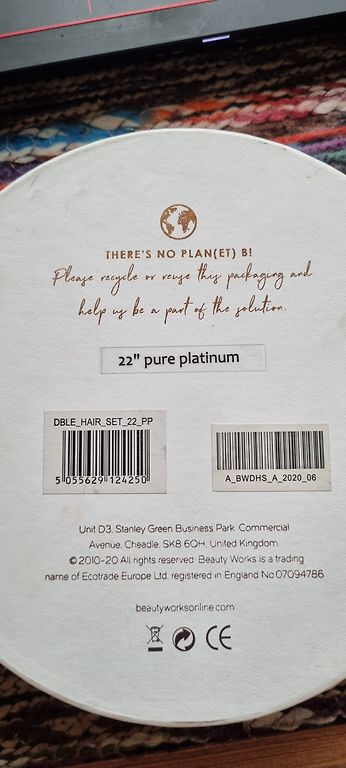 THERE'S NO PLAN(ET) B!
Please recycle or reuse this packaging and
help us be a part of the solution.
22" pure platinum
DBLE_HAIR_SET_22_PP
5 055629 124250
A_BWDHS_A_2020_06
Unit D3, Stanley Green Business Park, Commercial
Avenue, Cheadle, SK8 6QH, United Kingdom
© 2010-20 All rights reserved. Beauty Works is a trading
name of Ecotrade Europe Ltd, registered in England No 07094786
beautyworksonline.com
CE